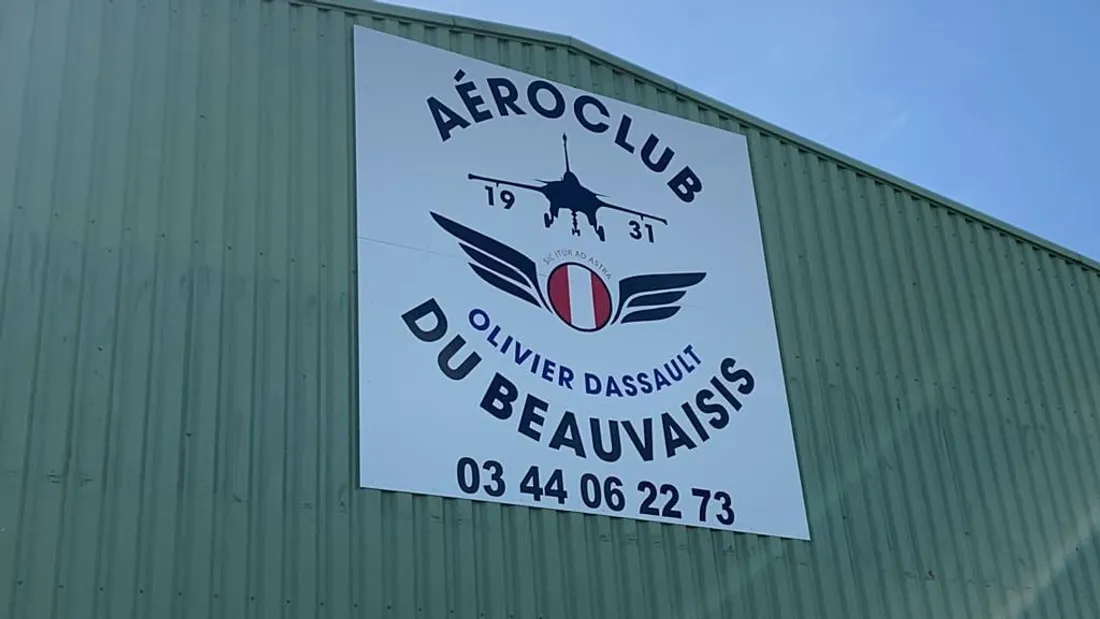 AÉROCLUB
19 31
SIC ITUR AD ASTRA
OLIVIER DASSAULT
DU BEAUVAISIS
03 44 06 22 73